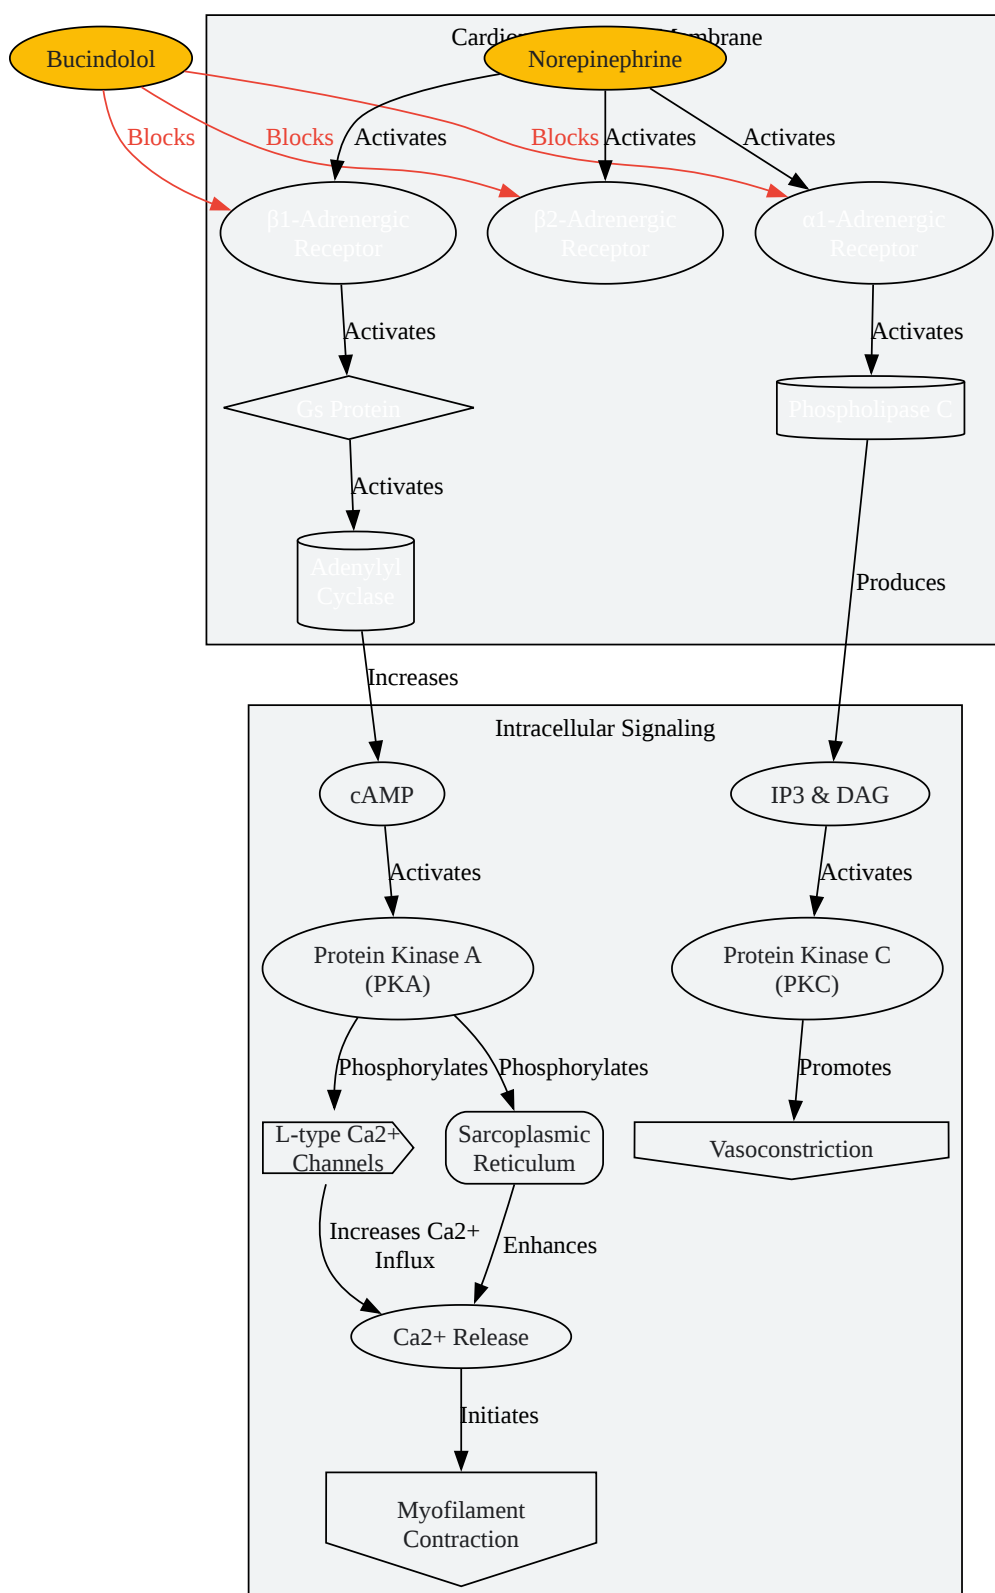 Bucindolol
Norepinephrine
Blocks
Blocks
Blocks
Activates
Activates
Activates
β1-Adrenergic
Receptor
β2-Adrenergic
Receptor
α1-Adrenergic
Receptor
Activates
Activates
Gs Protein
Phospholipase C
Activates
Adenylyl
Cyclase
Produces
Increases
Intracellular Signaling
cAMP
IP3 & DAG
Activates
Activates
Protein Kinase A
(PKA)
Protein Kinase C
(PKC)
Phosphorylates
Phosphorylates
Promotes
L-type Ca2+
Channels
Sarcoplasmic
Reticulum
Vasoconstriction
Increases Ca2+
Influx
Enhances
Ca2+ Release
Initiates
Myofilament
Contraction